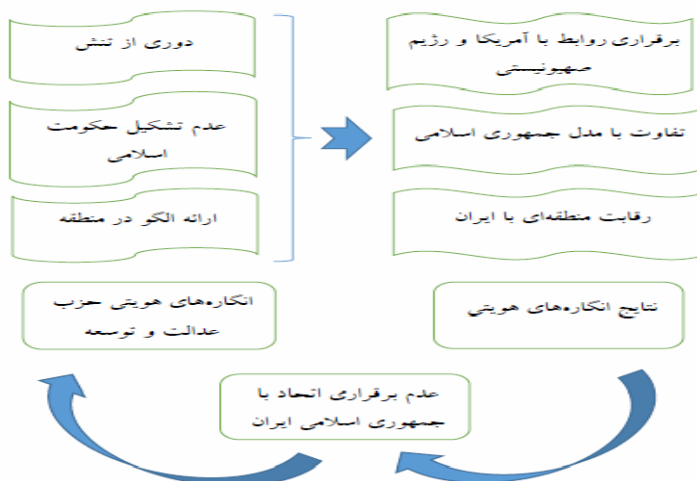 دوری از تنش
عدم تشکیل حکومت
اسلامی
ارائه الگو در منطقه
برقراری روابط با آمریکا و رژیم
صهیونیستی
تفاوت با مدل جمهوری اسلامی
رقابت منطقه‌ای با ایران
انگاره‌های هویتی حزب
عدالت و توسعه
نتایج انگاره‌های هویتی
عدم برقراری اتحاد با
جمهوری اسلامی ایران